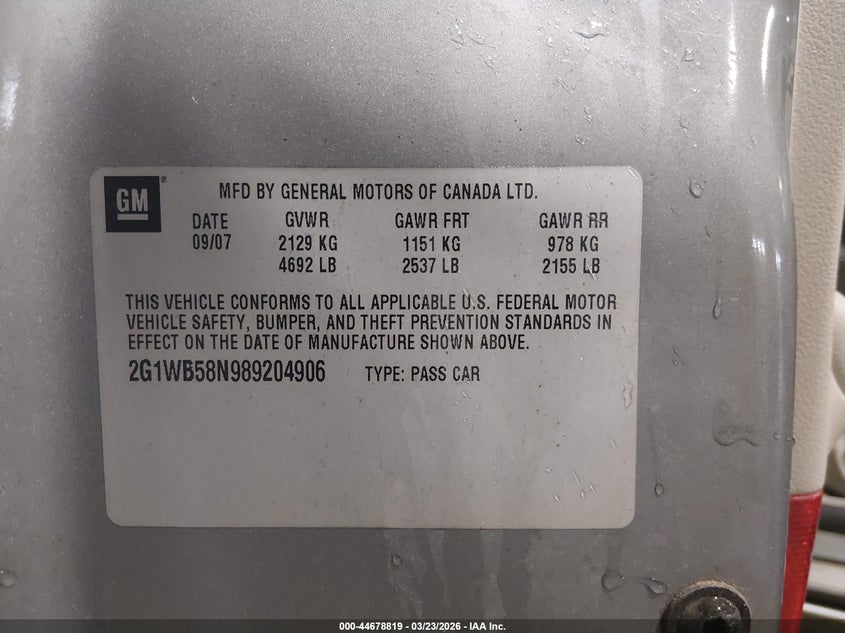 GM®
MFD BY GENERAL MOTORS OF CANADA LTD.
DATE GVWR GAWR FRT GAWR RR
09/07 2129 KG 1151 KG 978 KG
4692 LB 2537 LB 2155 LB
THIS VEHICLE CONFORMS TO ALL APPLICABLE U.S. FEDERAL MOTOR
VEHICLE SAFETY, BUMPER, AND THEFT PREVENTION STANDARDS IN
EFFECT ON THE DATE OF MANUFACTURE SHOWN ABOVE.
2G1WB58N989204906 TYPE: PASS CAR
000-44678819 - 03/23/2026 - IAA Inc.